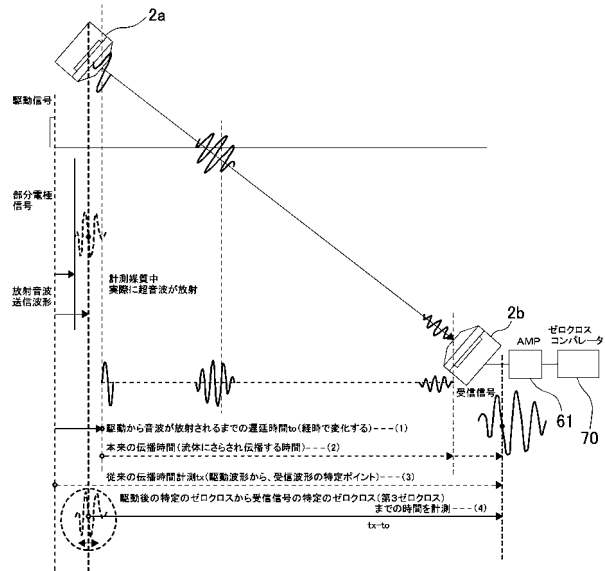 2a
駆動信号
部分電極
信号
放射音波
送信波形
計測媒質中
実際に超音波が放射
2b
AMP
ゼロクロス
コンパレータ
受信信号
61
70
駆動から音波が放射されるまでの遅延時間to(経時で変化する)---(1)
本来の伝播時間(流体にさらされ伝播する時間)---(2)
従来の伝播時間計測tx(駆動波形から、受信波形の特定ポイント)---(3)
駆動後の特定のゼロクロスから受信信号の特定のゼロクロス(第3ゼロクロス)
までの時間を計測---(4)
tx-to